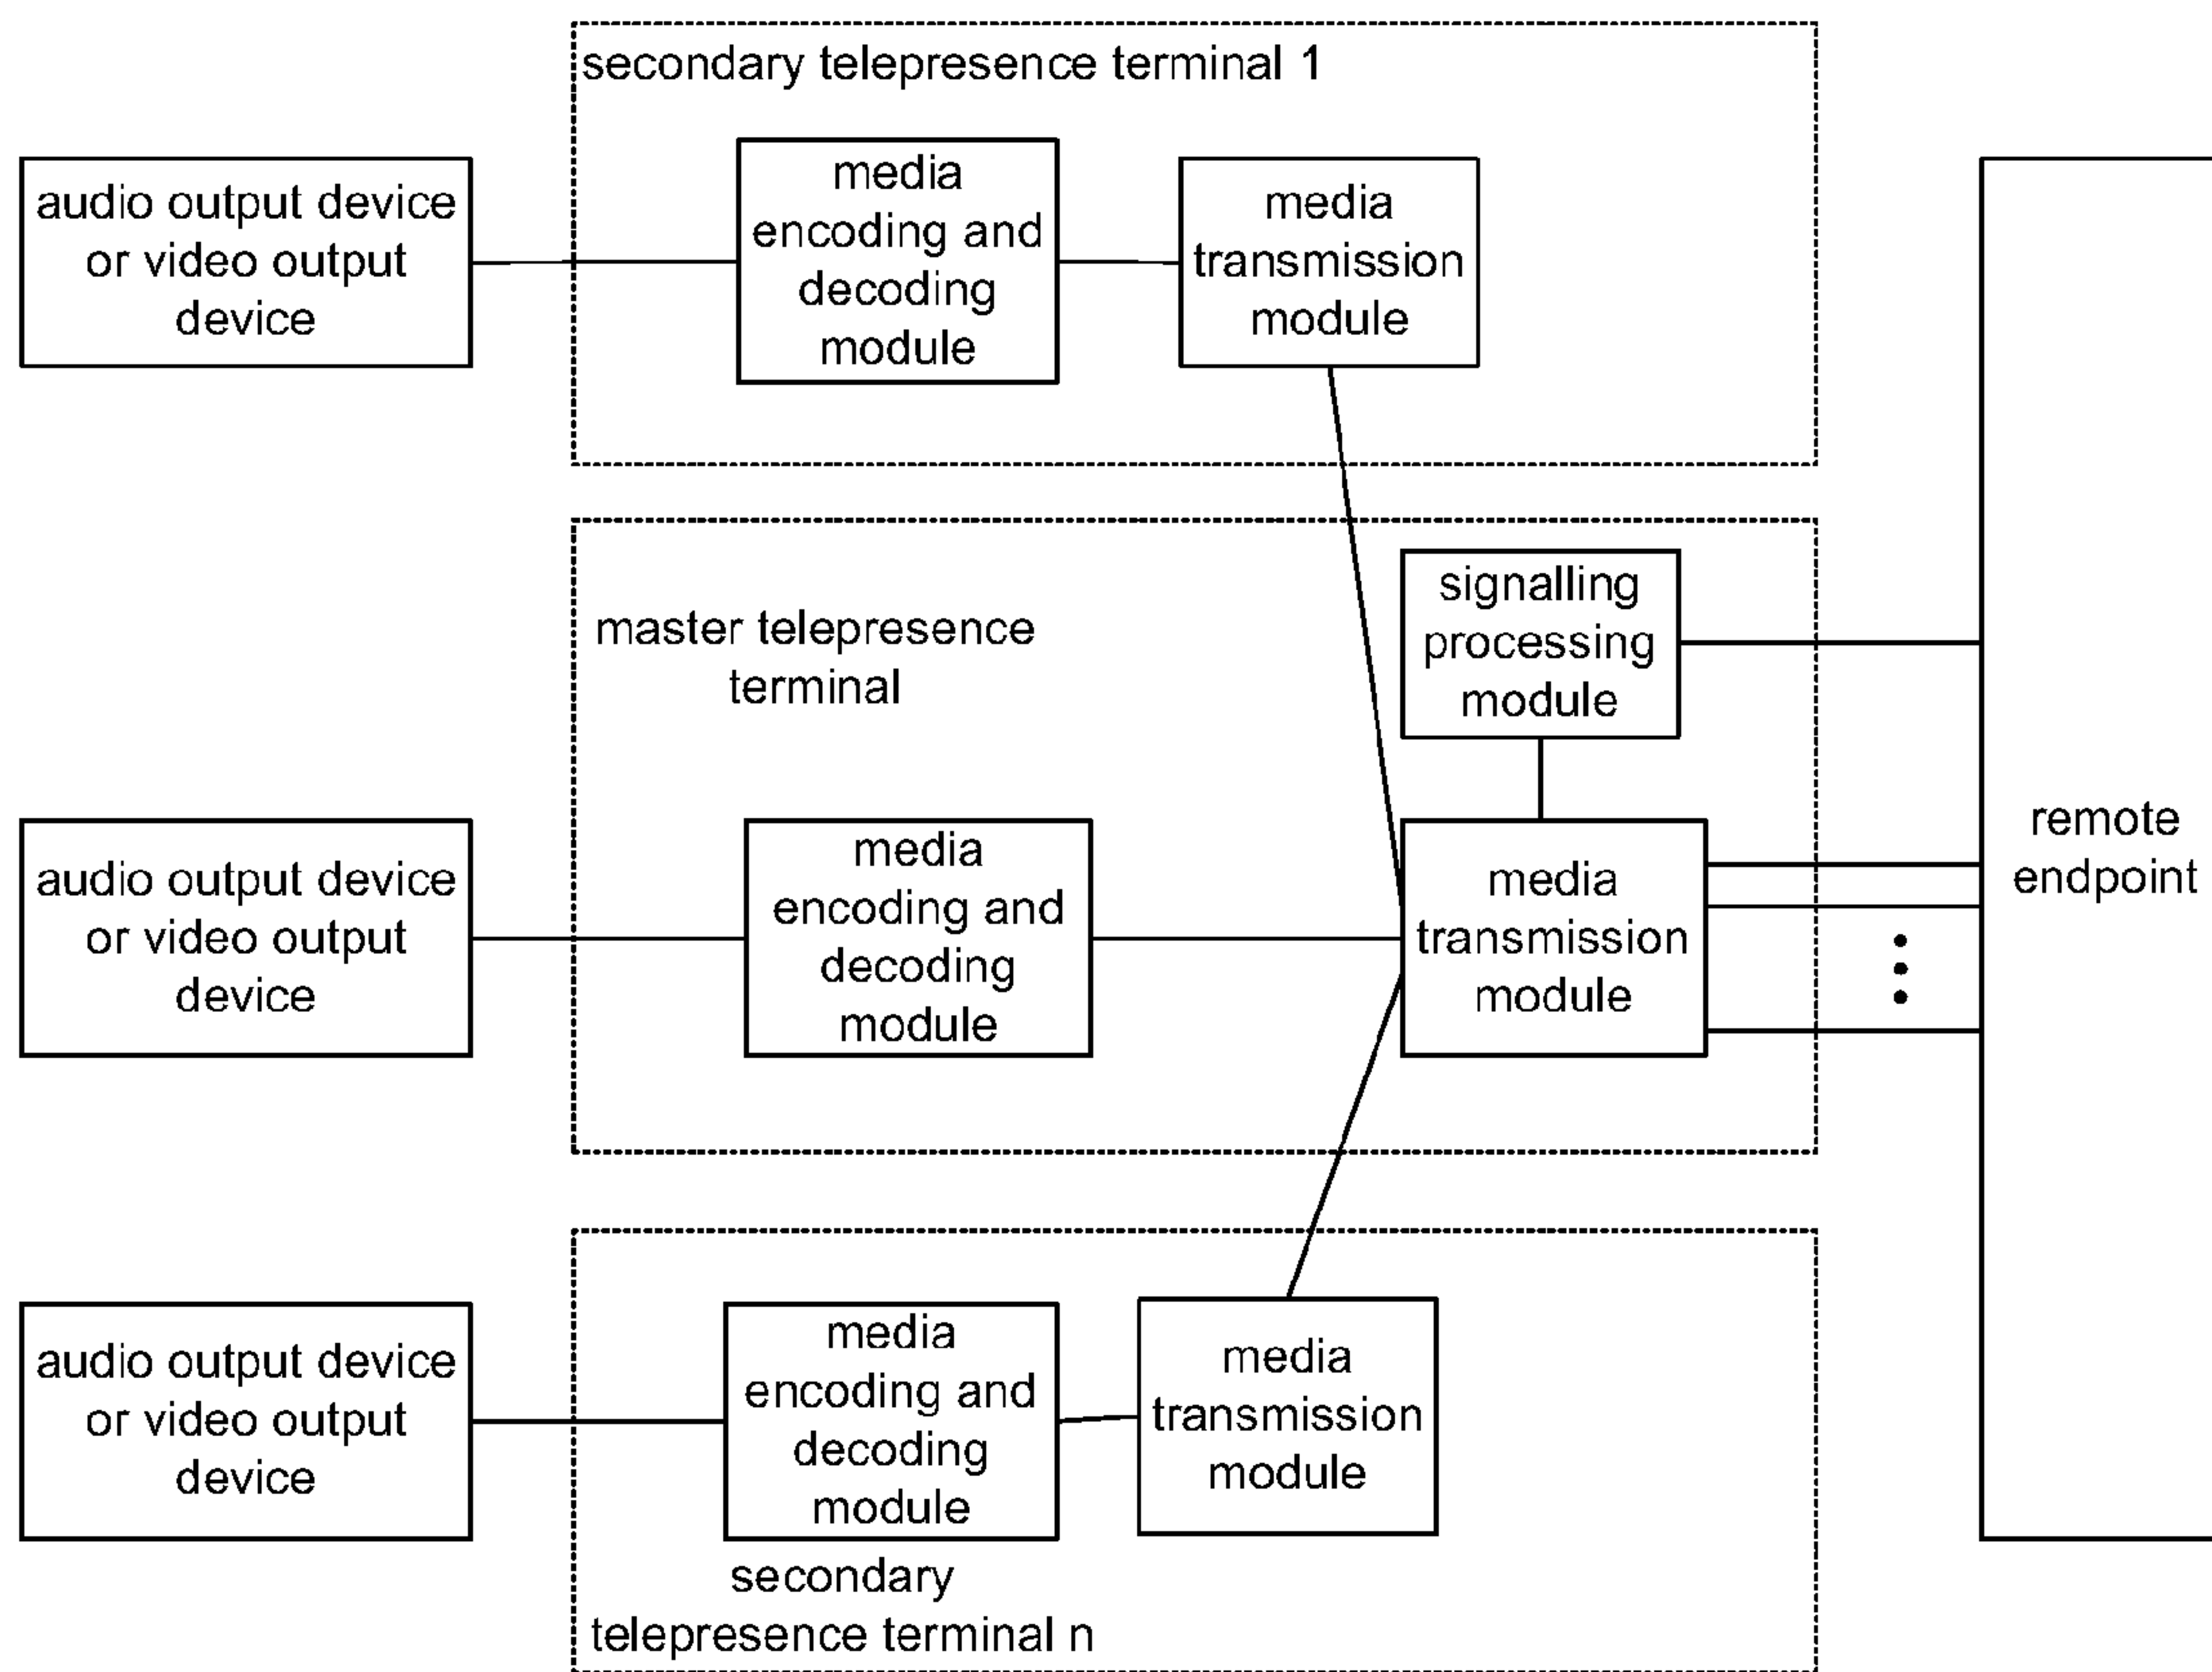 secondary telepresence terminal 1
audio output device
or video output
device
media
encoding and
decoding
module
media
transmission
module
master telepresence
terminal
signalling
processing
module
audio output device
or video output
device
media
encoding and
decoding
module
media
transmission
module
remote
endpoint
audio output device
or video output
device
media
encoding and
decoding
module
media
transmission
module
secondary
telepresence terminal n